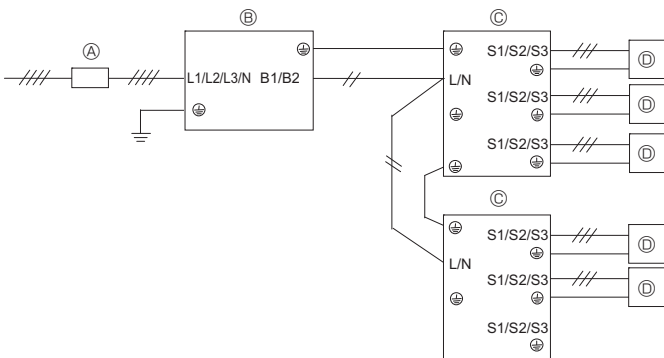 Ⓐ
Ⓑ
L1/L2/L3/N B1/B2
Ⓒ
L/N
S1/S2/S3
S1/S2/S3
S1/S2/S3
Ⓓ
Ⓓ
Ⓓ
Ⓒ
L/N
S1/S2/S3
S1/S2/S3
S1/S2/S3
Ⓓ
Ⓓ